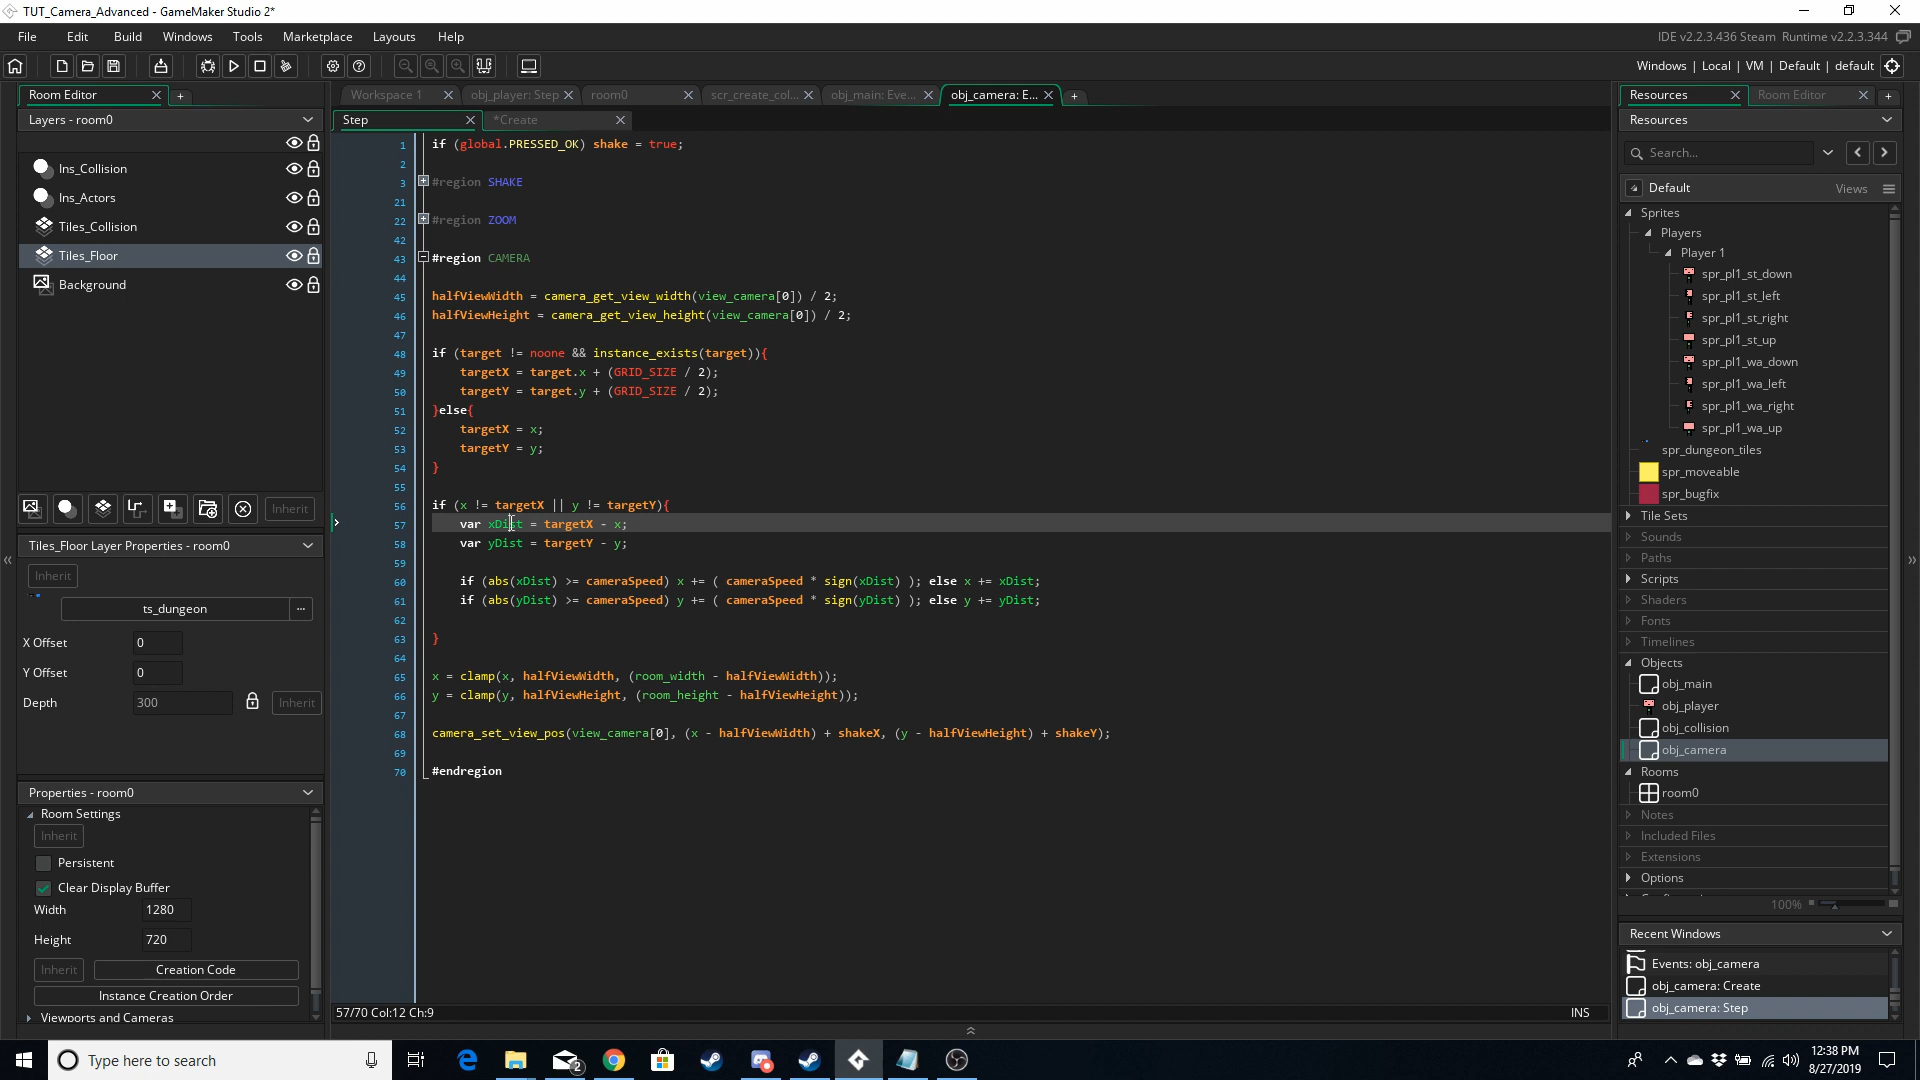 TUT_Camera_Advanced - GameMaker Studio 2*
File Edit Build Windows Tools Marketplace Layouts Help
IDE v2.2.3.436 Steam Runtime v2.2.3.344
Windows | Local | VM | Default | default
Room Editor
Layers - room0
Ins_Collision
Ins_Actors
Tiles_Collision
Tiles_Floor
Background
Inherit
Tiles_Floor Layer Properties - room0
Inherit
ts_dungeon ...
X Offset 0
Y Offset 0
Depth 300 Inherit
Properties - room0
Room Settings
Inherit
Persistent
Clear Display Buffer
Width 1280
Height 720
Inherit Creation Code
Instance Creation Order
Viewports and Cameras
Workspace 1 obj_player: Step room0 scr_create_col... obj_main: Eve... obj_camera: E...
Step *Create
1 if (global.PRESSED_OK) shake = true;
2
3 #region SHAKE
21
22 #region ZOOM
42
43 #region CAMERA
44
45 halfViewWidth = camera_get_view_width(view_camera[0]) / 2;
46 halfViewHeight = camera_get_view_height(view_camera[0]) / 2;
47
48 if (target != noone && instance_exists(target)){
49 targetX = target.x + (GRID_SIZE / 2);
50 targetY = target.y + (GRID_SIZE / 2);
51 }else{
52 targetX = x;
53 targetY = y;
54 }
55
56 if (x != targetX || y != targetY){
57 var xDist = targetX - x;
58 var yDist = targetY - y;
59
60 if (abs(xDist) >= cameraSpeed) x += ( cameraSpeed * sign(xDist) ); else x += xDist;
61 if (abs(yDist) >= cameraSpeed) y += ( cameraSpeed * sign(yDist) ); else y += yDist;
62
63 }
64
65 x = clamp(x, halfViewWidth, (room_width - halfViewWidth));
66 y = clamp(y, halfViewHeight, (room_height - halfViewHeight));
67
68 camera_set_view_pos(view_camera[0], (x - halfViewWidth) + shakeX, (y - halfViewHeight) + shakeY);
69
70 #endregion
57/70 Col:12 Ch:9 INS
Resources Room Editor
Resources
Search...
Default Views
Sprites
Players
Player 1
spr_pl1_st_down
spr_pl1_st_left
spr_pl1_st_right
spr_pl1_st_up
spr_pl1_wa_down
spr_pl1_wa_left
spr_pl1_wa_right
spr_pl1_wa_up
spr_dungeon_tiles
spr_moveable
spr_bugfix
Tile Sets
Sounds
Paths
Scripts
Shaders
Fonts
Timelines
Objects
obj_main
obj_player
obj_collision
obj_camera
Rooms
room0
Notes
Included Files
Extensions
Options
100%
Recent Windows
Events: obj_camera
obj_camera: Create
obj_camera: Step
Type here to search
2
12:38 PM
8/27/2019